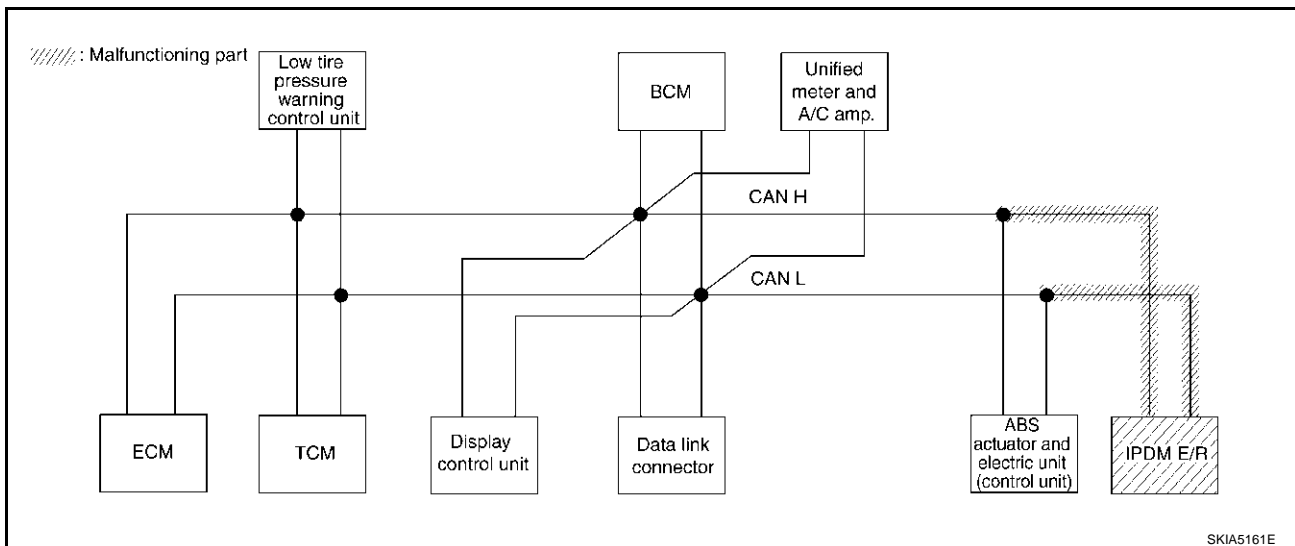 : Malfunctioning part
Low tire
pressure
warning
control unit
BCM
Unified
meter and
A/C amp.
CAN H
CAN L
ECM
TCM
Display
control unit
Data link
connector
ABS
actuator and
electric unit
(control unit)
IPDM E/R
SKIA5161E